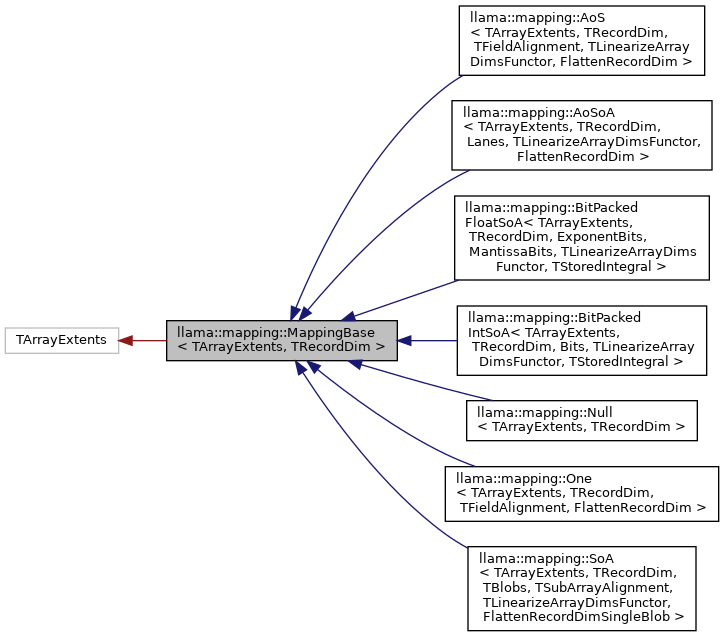 TArrayExtents
llama::mapping::MappingBase
< TArrayExtents, TRecordDim >
llama::mapping::AoS
< TArrayExtents, TRecordDim,
TFieldAlignment, TLinearizeArray
DimsFunctor, FlattenRecordDim >
llama::mapping::AoSoA
< TArrayExtents, TRecordDim,
Lanes, TLinearizeArrayDimsFunctor,
FlattenRecordDim >
llama::mapping::BitPacked
FloatSoA< TArrayExtents,
TRecordDim, ExponentBits,
MantissaBits, TLinearizeArrayDims
Functor, TStoredIntegral >
llama::mapping::BitPacked
IntSoA< TArrayExtents,
TRecordDim, Bits, TLinearizeArray
DimsFunctor, TStoredIntegral >
llama::mapping::Null
< TArrayExtents, TRecordDim >
llama::mapping::One
< TArrayExtents, TRecordDim,
TFieldAlignment, FlattenRecordDim >
llama::mapping::SoA
< TArrayExtents, TRecordDim,
TBlobs, TSubArrayAlignment,
TLinearizeArrayDimsFunctor,
FlattenRecordDimSingleBlob >